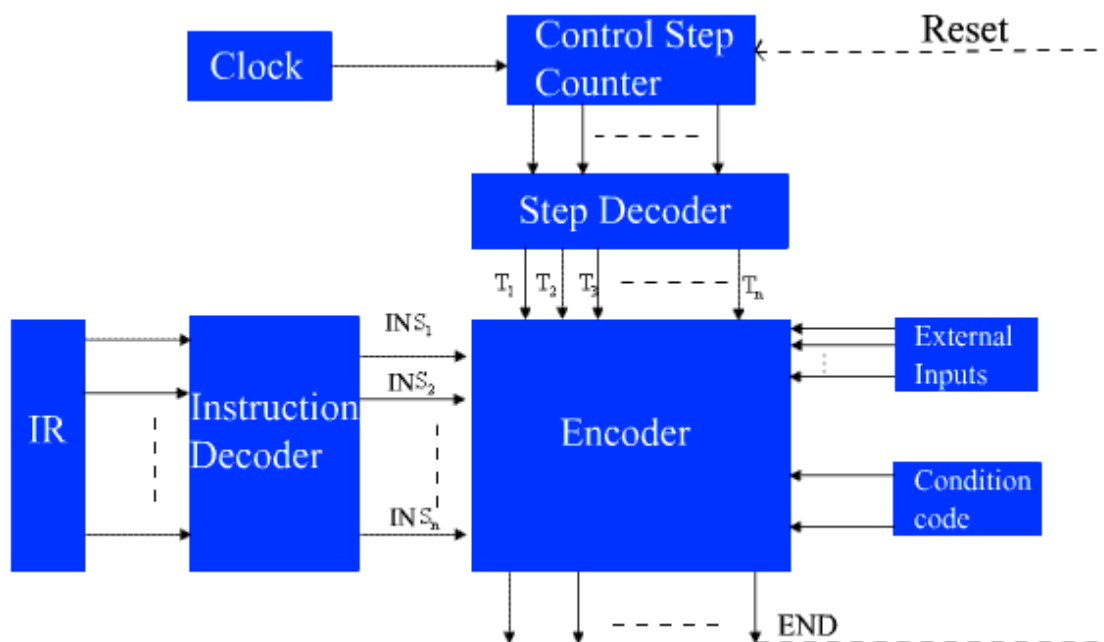 Reset
Clock
Control Step
Counter
Step Decoder
T₁ T₂ T₃ Tₙ
IR
Instruction
Decoder
INS₁
INS₂
INSₙ
Encoder
External
Inputs
Condition
code
END